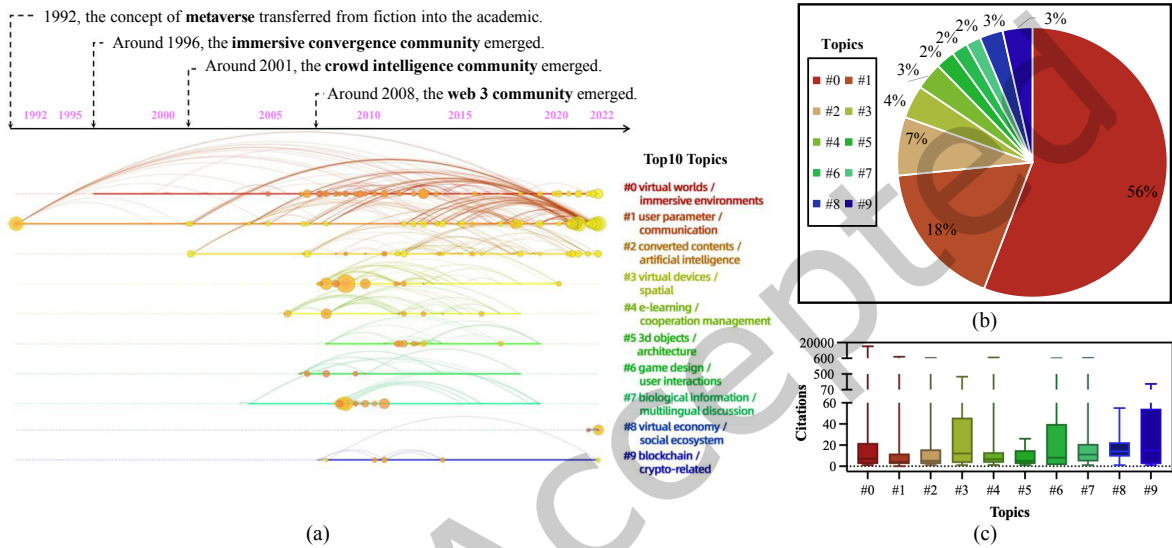 1992, the concept of metaverse transferred from fiction into the academic.
Around 1996, the immersive convergence community emerged.
Around 2001, the crowd intelligence community emerged.
Around 2008, the web 3 community emerged.
1992 1995 2000 2005 2010 2015 2020 2022
Top10 Topics
#0 virtual worlds /
immersive environments
#1 user parameter /
communication
#2 converted contents /
artificial intelligence
#3 virtual devices /
spatial
#4 e-learning /
cooperation management
#5 3d objects /
architecture
#6 game design /
user interactions
#7 biological information /
multilingual discussion
#8 virtual economy /
social ecosystem
#9 blockchain /
crypto-related
(a)
Topics
#0 #1
#2 #3
#4 #5
#6 #7
#8 #9
56%
18%
7%
4%
3%
2%
2%
2%
3%
3%
(b)
Citations
20000
600
500
70
60
40
20
0
#0 #1 #2 #3 #4 #5 #6 #7 #8 #9
Topics
(c)
Accepted